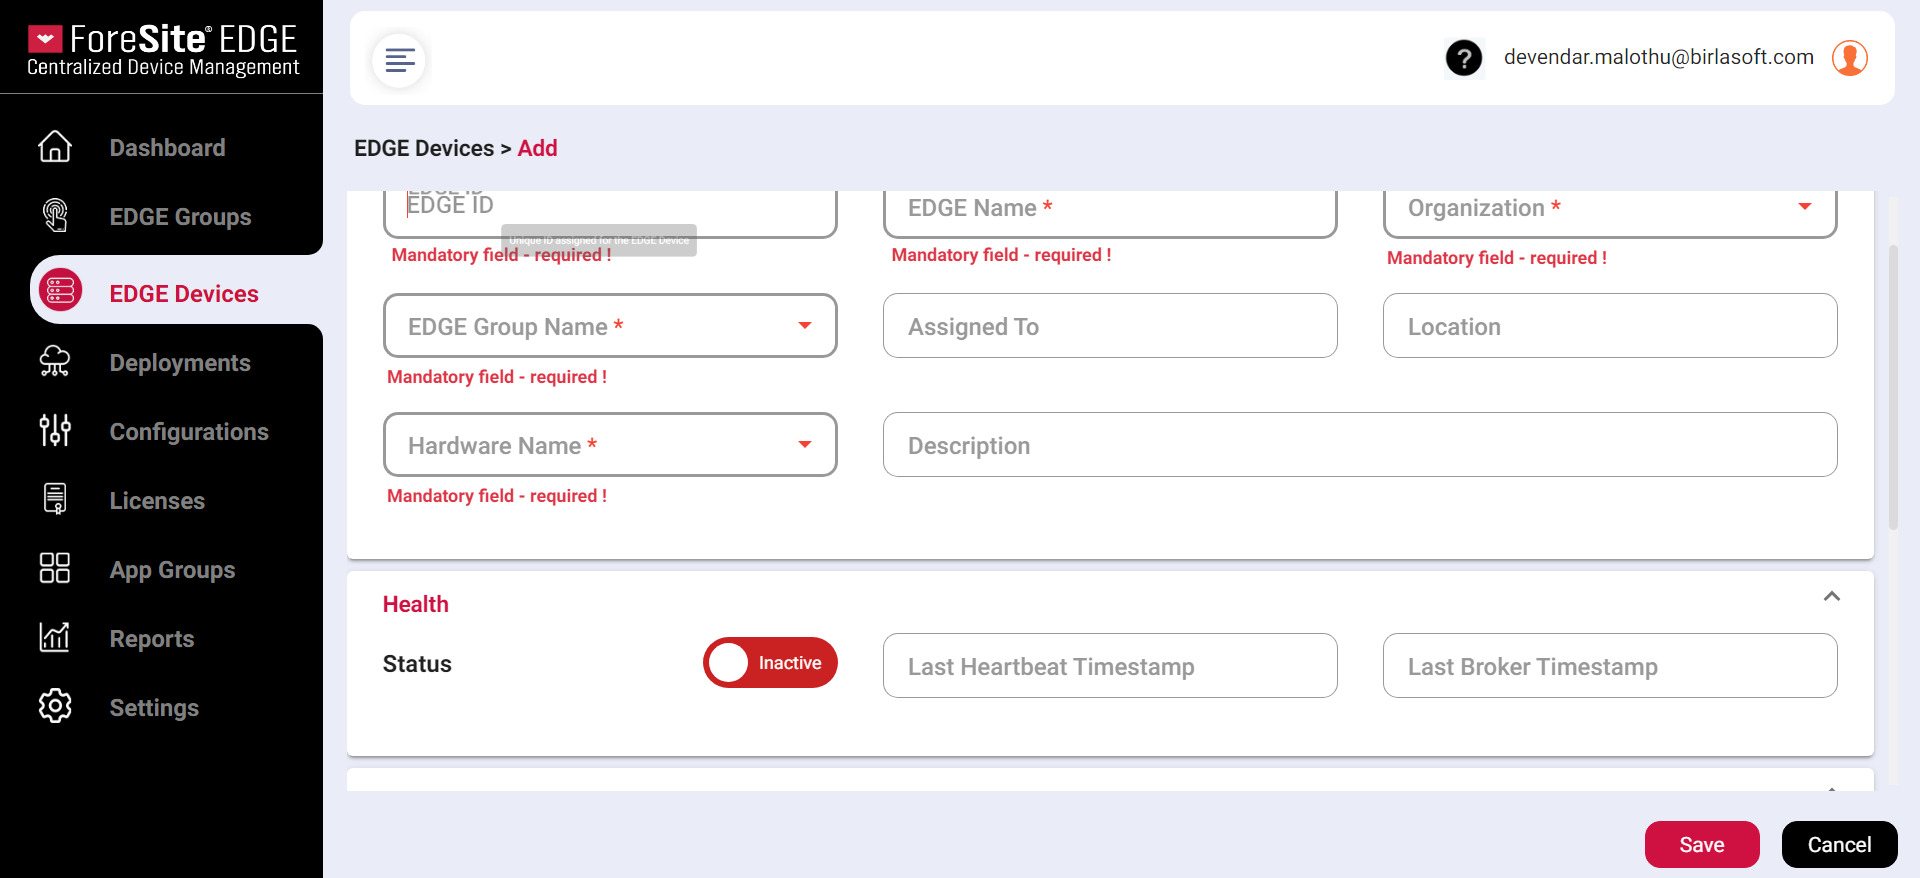 ForeSite® EDGE
Centralized Device Management
? devendar.malothu@birlasoft.com
EDGE Devices > Add
Dashboard
EDGE Groups
EDGE Devices
Deployments
Configurations
Licenses
App Groups
Reports
Settings
EDGE ID
EDGE ID
EDGE Name *
Organization *
Unique ID assigned for the EDGE Device
Mandatory field - required !
Mandatory field - required !
Mandatory field - required !
EDGE Group Name *
Assigned To
Location
Mandatory field - required !
Hardware Name *
Description
Mandatory field - required !
Health
Status
Inactive
Last Heartbeat Timestamp
Last Broker Timestamp
Save
Cancel